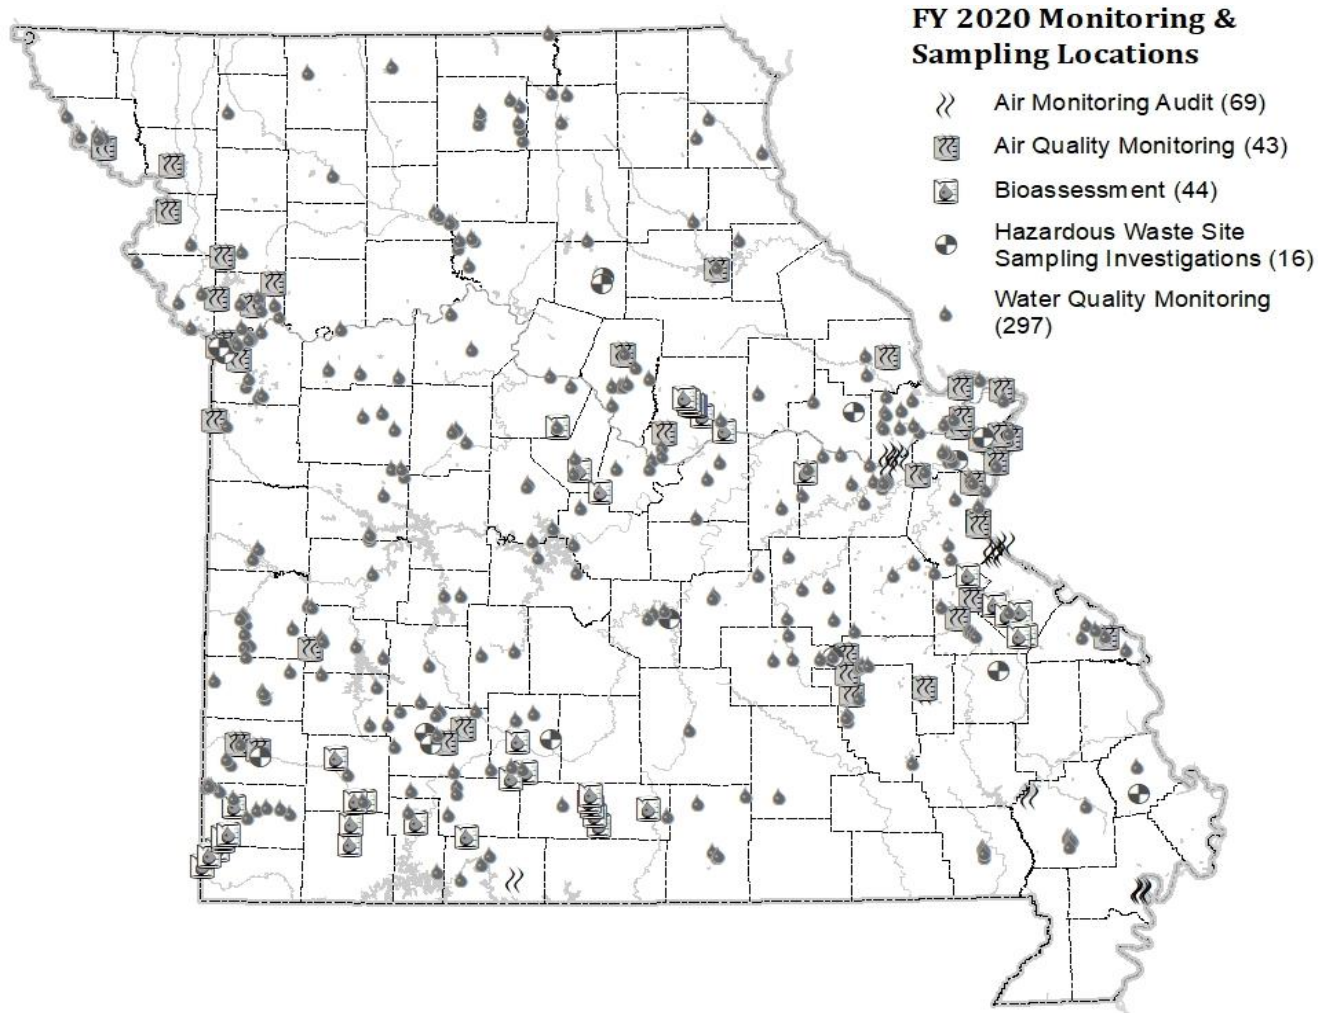 FY 2020 Monitoring &
Sampling Locations
Air Monitoring Audit (69)
Air Quality Monitoring (43)
Bioassessment (44)
Hazardous Waste Site
Sampling Investigations (16)
Water Quality Monitoring
(297)